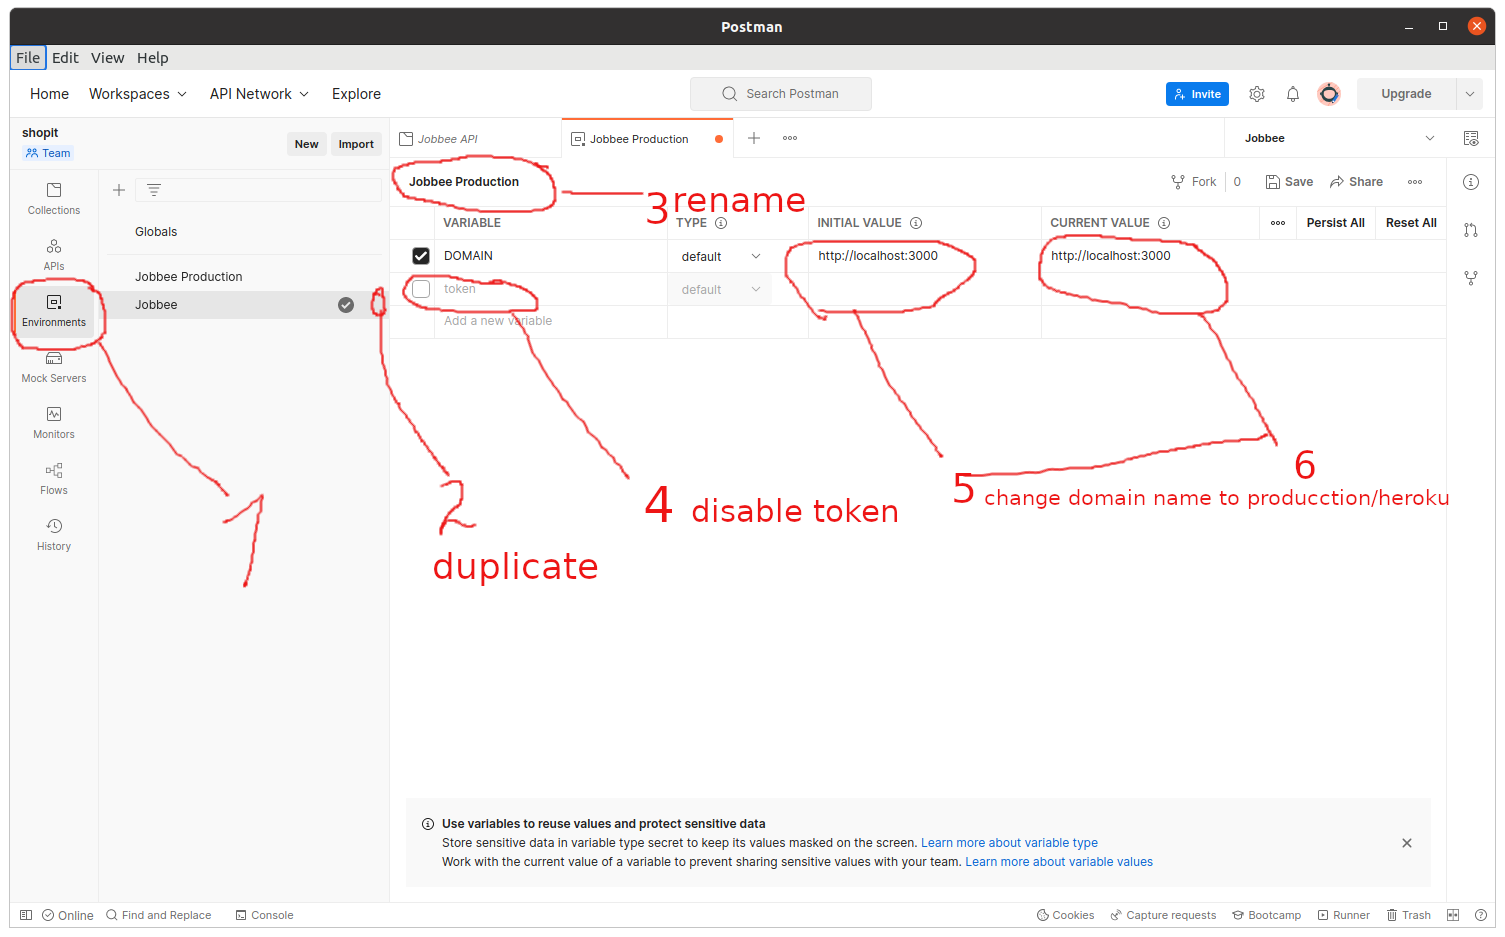 Postman
File Edit View Help
Home Workspaces API Network Explore Search Postman Invite Upgrade
shopit
Team
New Import
Jobbee API Jobbee Production Jobbee
Jobbee Production Fork 0 Save Share
3 rename
Collections
APIs
Environments
Mock Servers
Monitors
Flows
History
Globals
Jobbee Production
Jobbee
VARIABLE TYPE INITIAL VALUE CURRENT VALUE Persist All Reset All
DOMAIN default http://localhost:3000 http://localhost:3000
token default
Add a new variable
1
2
duplicate
4 disable token
5 change domain name to producction/heroku
6
Use variables to reuse values and protect sensitive data
Store sensitive data in variable type secret to keep its values masked on the screen. Learn more about variable type
Work with the current value of a variable to prevent sharing sensitive values with your team. Learn more about variable values
Online Find and Replace Console Cookies Capture requests Bootcamp Runner Trash